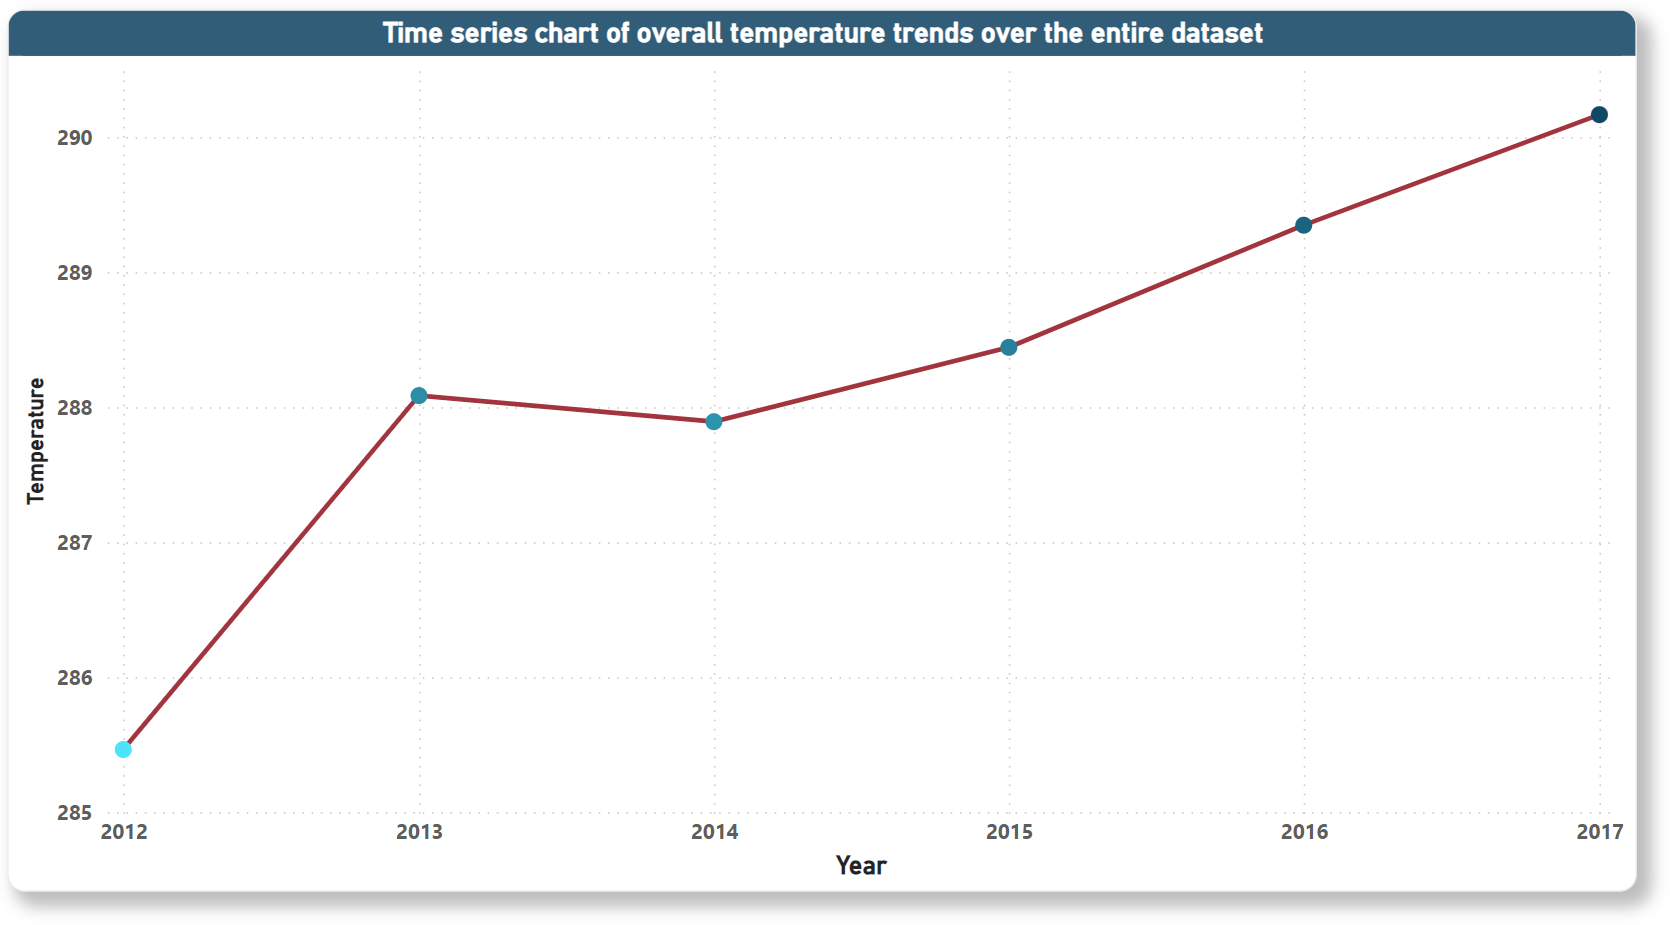 Time series chart of overall temperature trends over the entire dataset
290
289
288
287
286
285
Temperature
2012 2013 2014 2015 2016 2017
Year